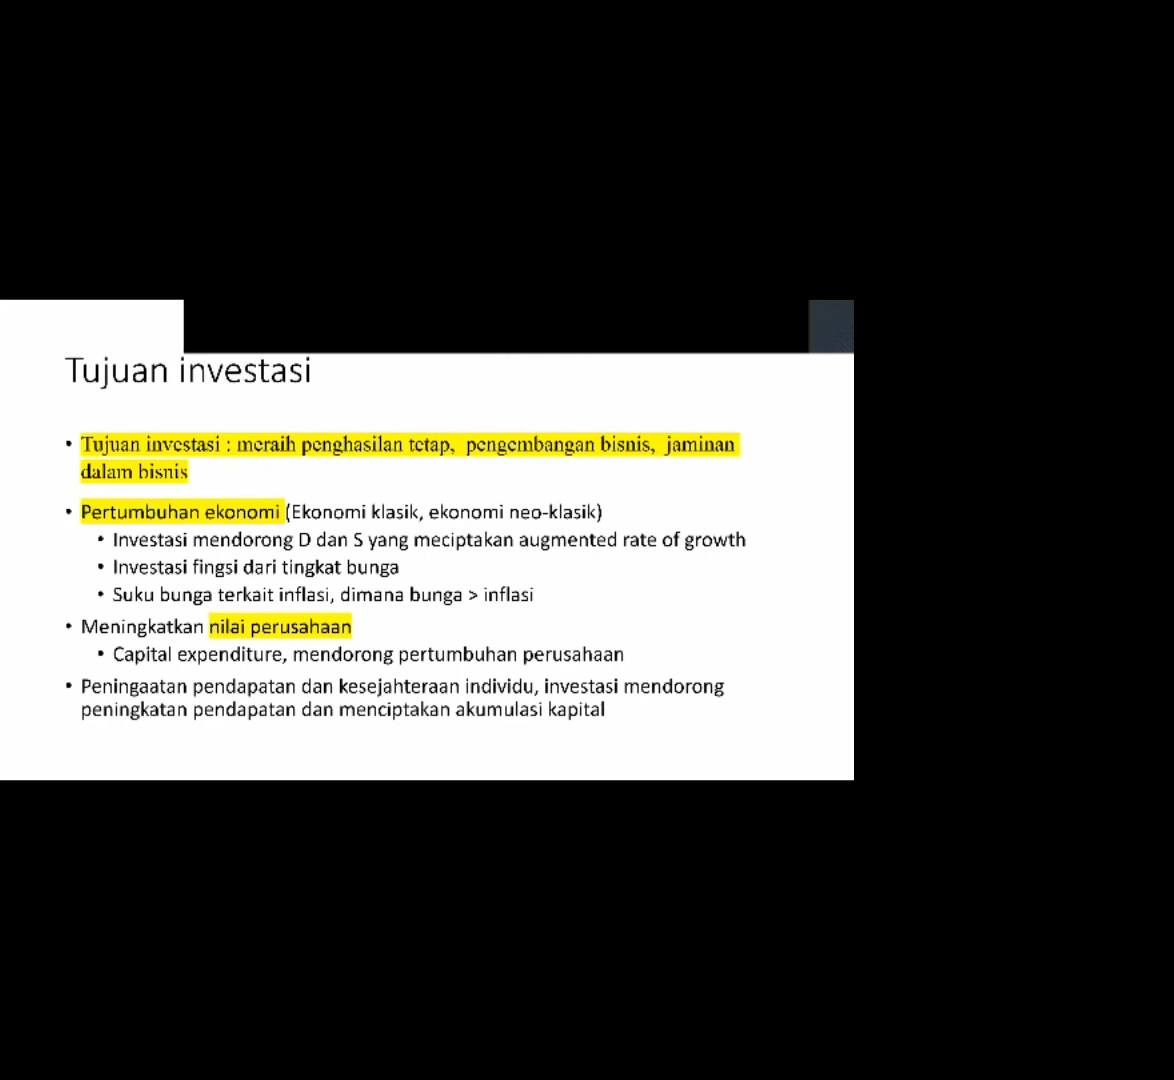 Tujuan investasi
• Tujuan investasi : meraih penghasilan tetap, pengembangan bisnis, jaminan
dalam bisnis
• Pertumbuhan ekonomi (Ekonomi klasik, ekonomi neo-klasik)
• Investasi mendorong D dan S yang meciptakan augmented rate of growth
• Investasi fingsi dari tingkat bunga
• Suku bunga terkait inflasi, dimana bunga > inflasi
• Meningkatkan nilai perusahaan
• Capital expenditure, mendorong pertumbuhan perusahaan
• Peningaatan pendapatan dan kesejahteraan individu, investasi mendorong
peningkatan pendapatan dan menciptakan akumulasi kapital